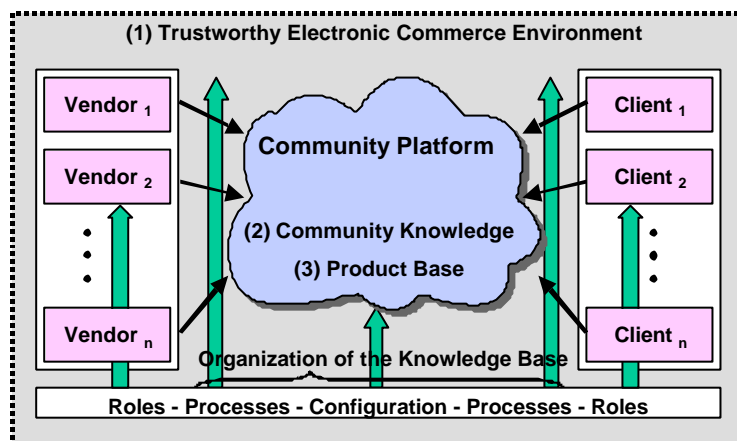 (1) Trustworthy Electronic Commerce Environment
Vendor 1
Vendor 2
Vendor n
Community Platform
(2) Community Knowledge
(3) Product Base
Client 1
Client 2
Client n
Organization of the Knowledge Base
Roles - Processes - Configuration - Processes - Roles